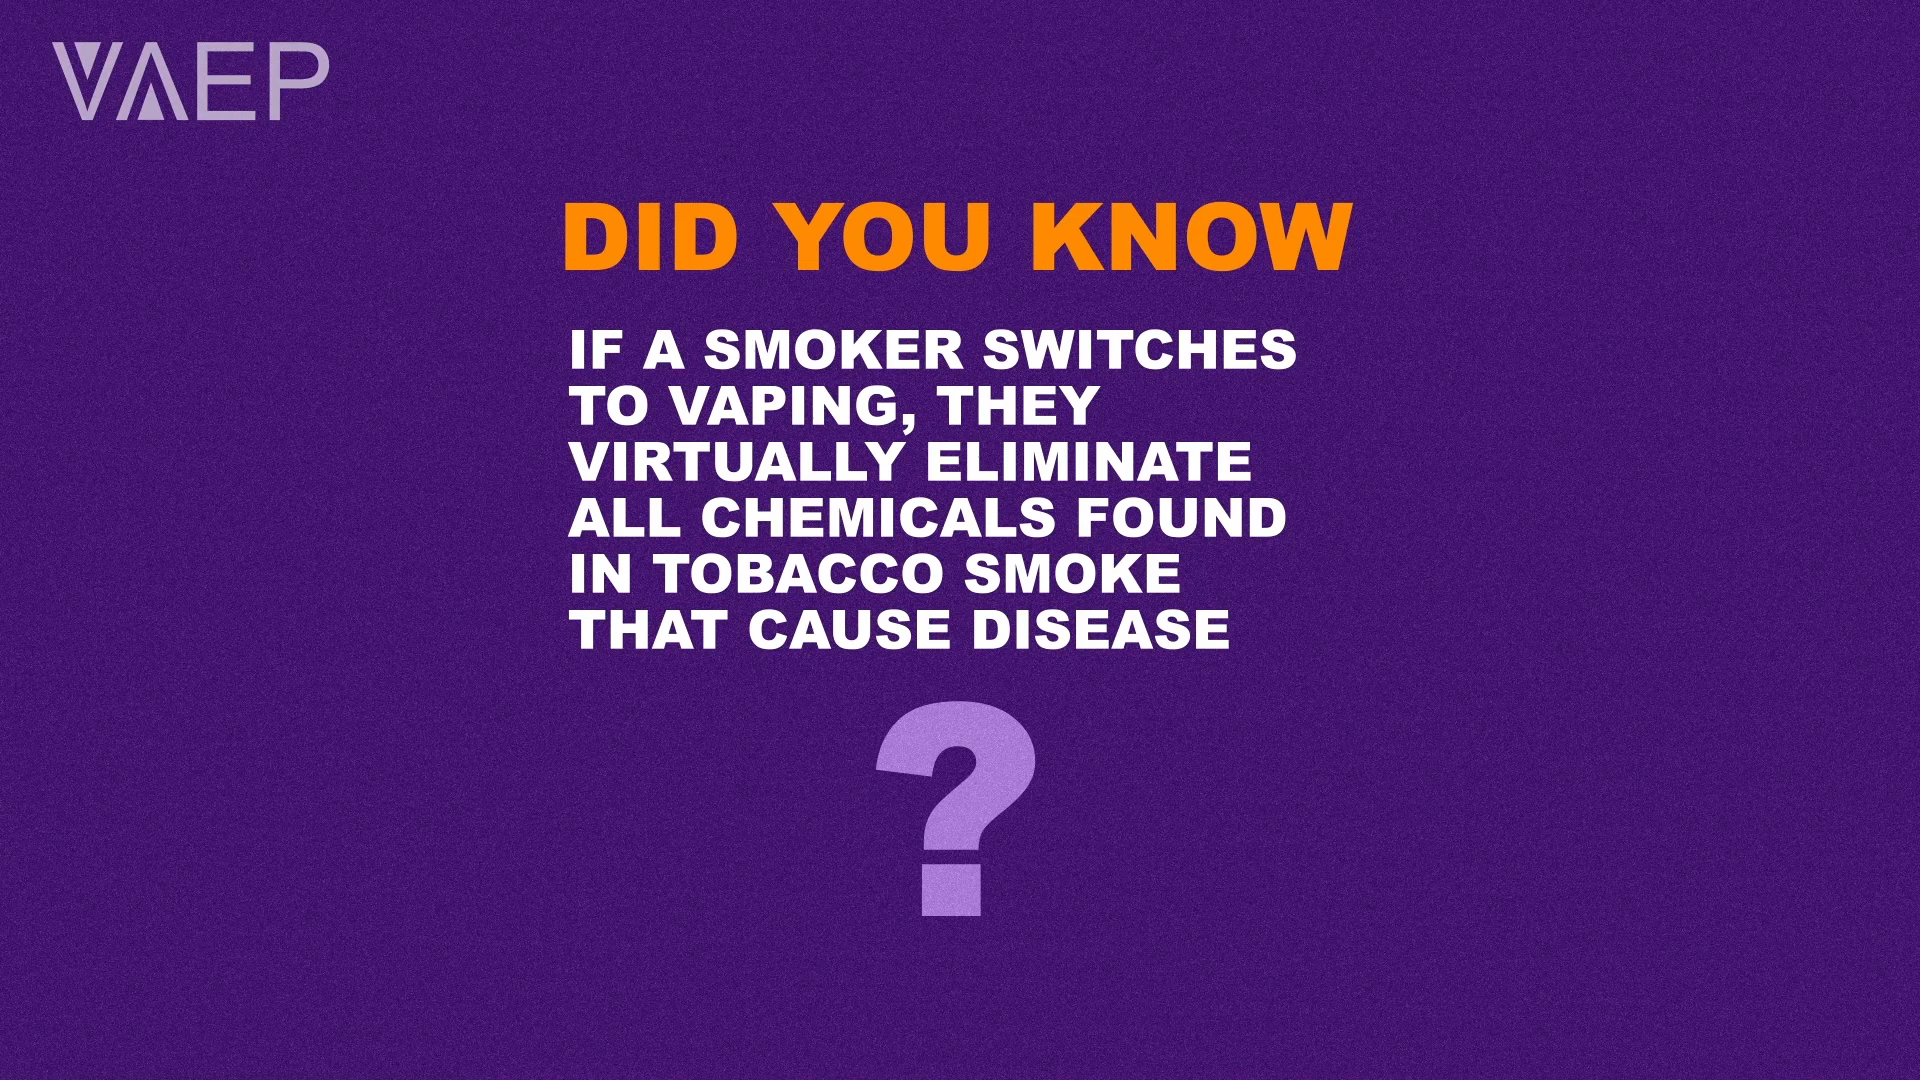 VAEP
DID YOU KNOW
IF A SMOKER SWITCHES
TO VAPING, THEY
VIRTUALLY ELIMINATE
ALL CHEMICALS FOUND
IN TOBACCO SMOKE
THAT CAUSE DISEASE
?